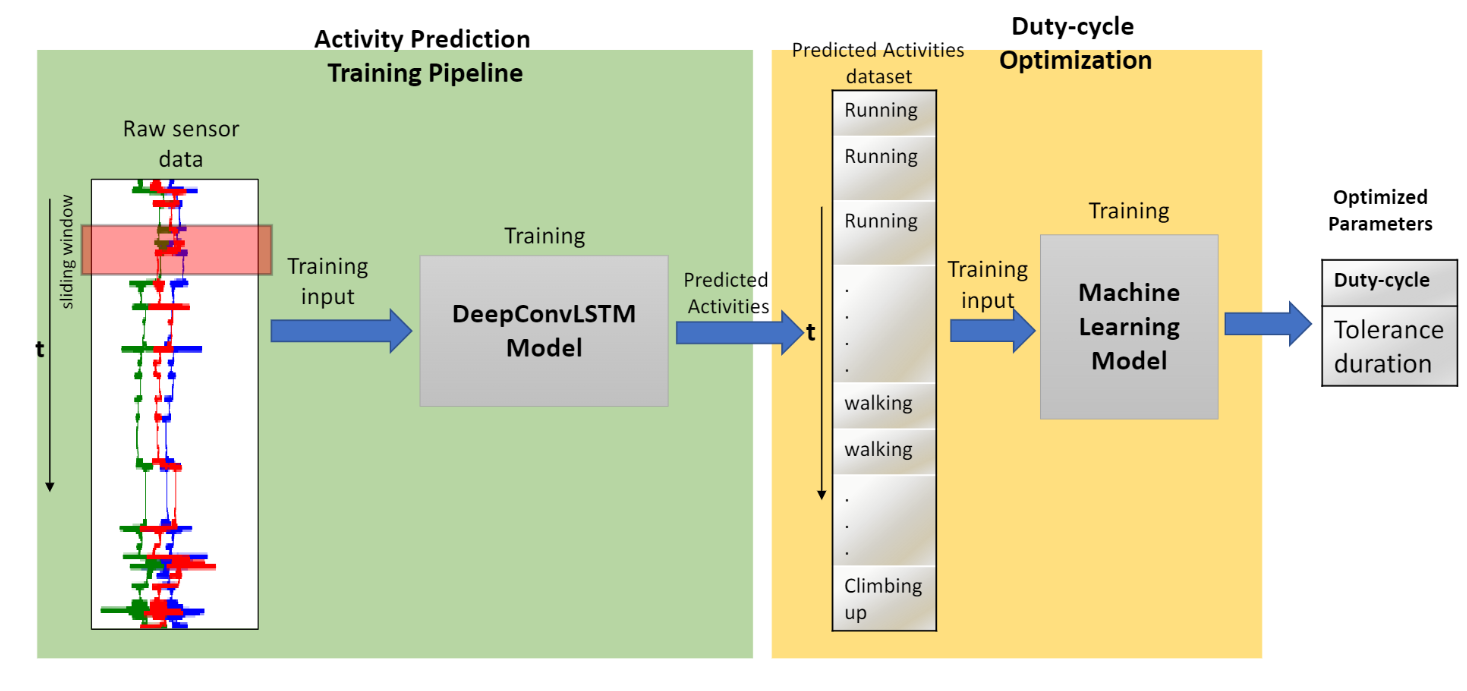 Activity Prediction
Training Pipeline
Raw sensor
data
sliding window
t
Training
input
Training
DeepConvLSTM
Model
Predicted
Activities
Duty-cycle
Optimization
Predicted Activities
dataset
t
Running
Running
Running
.
.
.
walking
walking
.
.
.
Climbing
up
Training
input
Training
Machine
Learning
Model
Optimized
Parameters
Duty-cycle
Tolerance
duration